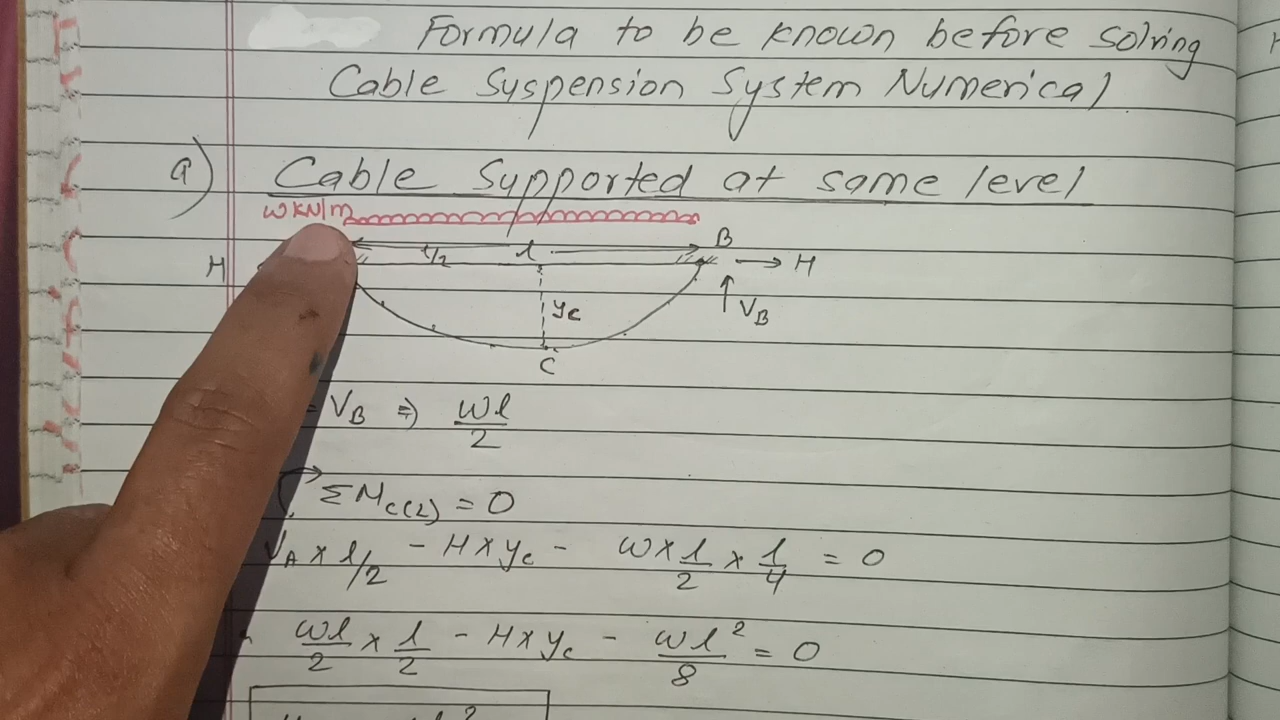 Formula to be known before solving
Cable Suspension System Numerical
a) Cable Supported at same level
w kN/m
l/2 l B
H H
yc VB
C
= VB ⇒ wl/2
ΣMC(L) = 0
VA × l/2 - H × yc - w × l/2 × l/4 = 0
wl/2 × l/2 - H × yc - wl²/8 = 0